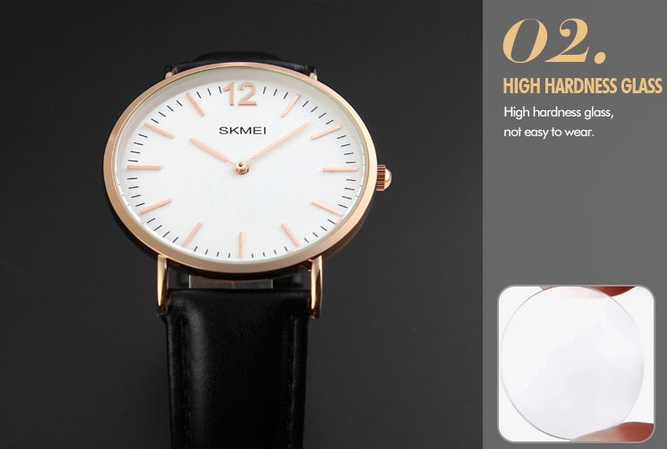 12
SKMEI
02.
HIGH HARDNESS GLASS
High hardness glass,
not easy to wear.